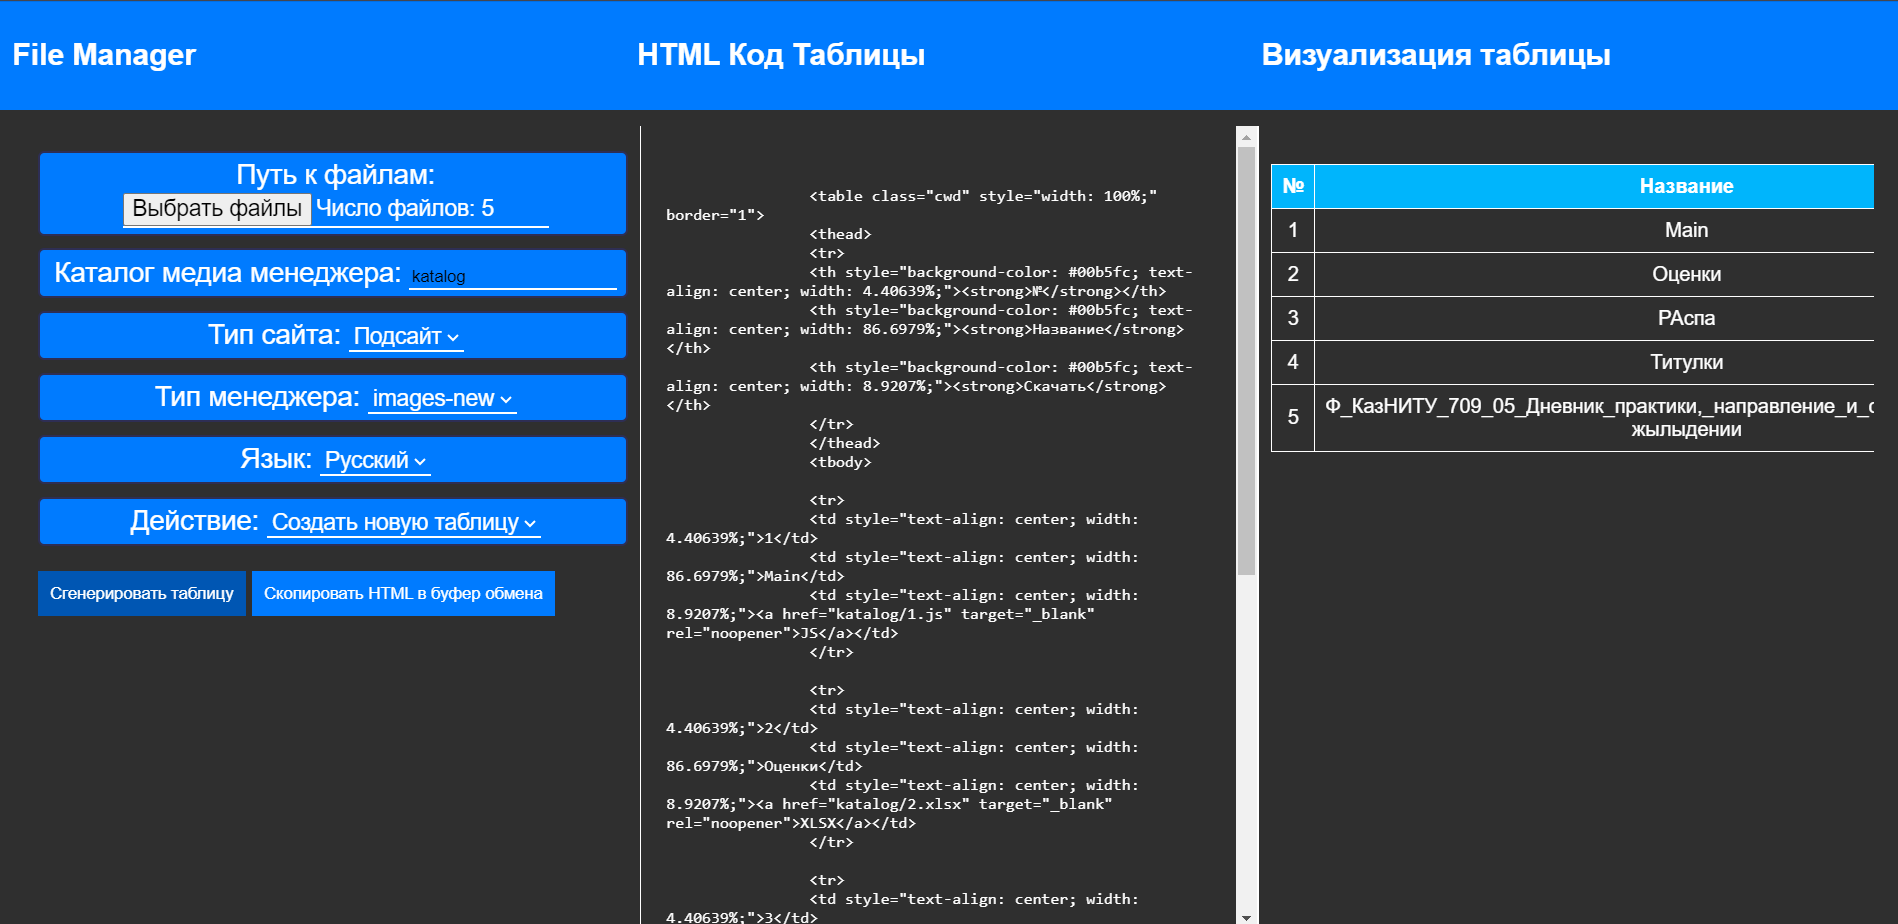 File Manager
HTML Код Таблицы
Визуализация таблицы
Путь к файлам:
Выбрать файлы Число файлов: 5
Каталог медиа менеджера: katalog
Тип сайта: Подсайт
Тип менеджера: images-new
Язык: Русский
Действие: Создать новую таблицу
Сгенерировать таблицу
Скопировать HTML в буфер обмена
<table class="cwd" style="width: 100%;"
border="1">
<thead>
<tr>
<th style="background-color: #00b5fc; text-
align: center; width: 4.40639%;"><strong>№</strong></th>
<th style="background-color: #00b5fc; text-
align: center; width: 86.6979%;"><strong>Название</strong>
</th>
<th style="background-color: #00b5fc; text-
align: center; width: 8.9207%;"><strong>Скачать</strong>
</th>
</tr>
</thead>
<tbody>
<tr>
<td style="text-align: center; width:
4.40639%;">1</td>
<td style="text-align: center; width:
86.6979%;">Main</td>
<td style="text-align: center; width:
8.9207%;"><a href="katalog/1.js" target="_blank"
rel="noopener">JS</a></td>
</tr>
<tr>
<td style="text-align: center; width:
4.40639%;">2</td>
<td style="text-align: center; width:
86.6979%;">Оценки</td>
<td style="text-align: center; width:
8.9207%;"><a href="katalog/2.xlsx" target="_blank"
rel="noopener">XLSX</a></td>
</tr>
<tr>
<td style="text-align: center; width:
4.40639%;">3</td>
№ Название
1 Main
2 Оценки
3 РАспа
4 Титулки
5 Ф_КазНИТУ_709_05_Дневник_практики,_направление_и_
жылыдении